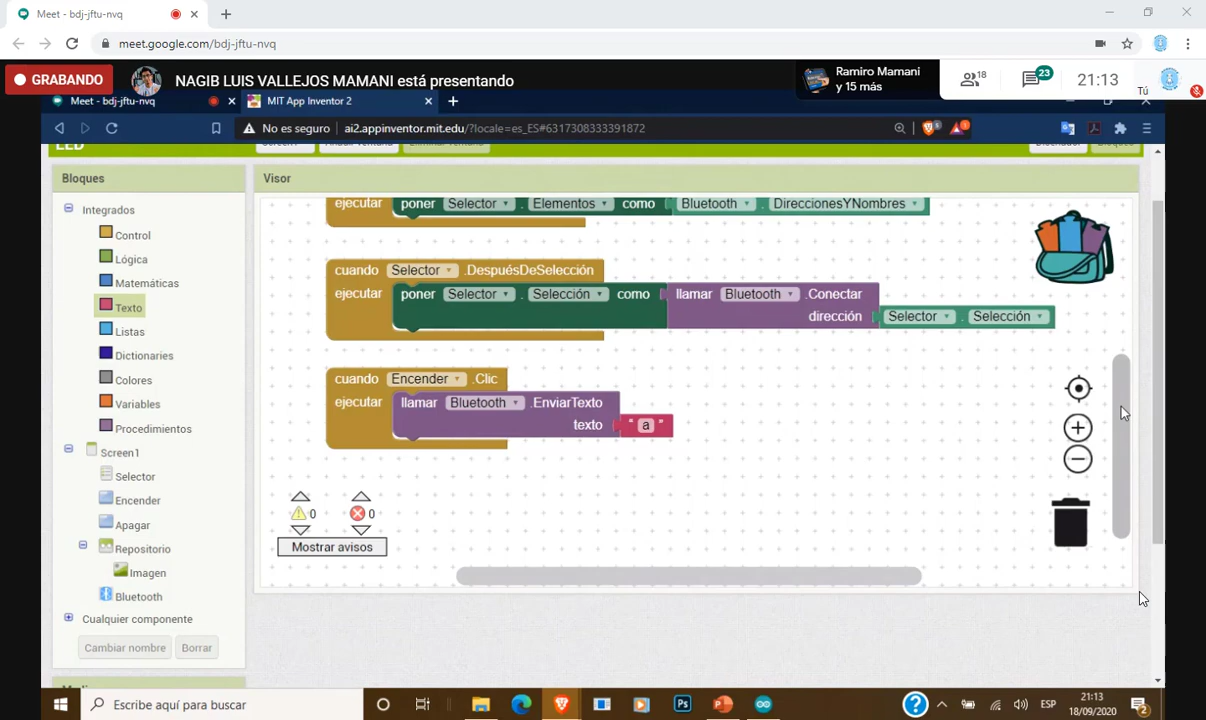 Meet - bdj-jftu-nvq
meet.google.com/bdj-jftu-nvq
GRABANDO
NAGIB LUIS VALLEJOS MAMANI está presentando
Ramiro Mamani
y 15 más
18
23
21:13
Tú
Meet - bdj-jftu-nvq
MIT App Inventor 2
No es seguro
ai2.appinventor.mit.edu/?locale=es_ES#6317308333391872
LED
Bloques
Visor
Integrados
Control
Lógica
Matemáticas
Texto
Listas
Dictionaries
Colores
Variables
Procedimientos
Screen1
Selector
Encender
Apagar
Repositorio
Imagen
Bluetooth
Cualquier componente
Cambiar nombre
Borrar
ejecutar poner Selector . Elementos como Bluetooth . DireccionesYNombres
cuando Selector .DespuésDeSelección
ejecutar poner Selector . Selección como llamar Bluetooth .Conectar
dirección Selector . Selección
cuando Encender .Clic
ejecutar llamar Bluetooth .EnviarTexto
texto " a "
0
0
Mostrar avisos
Escribe aquí para buscar
Ps
ESP
21:13
18/09/2020
2